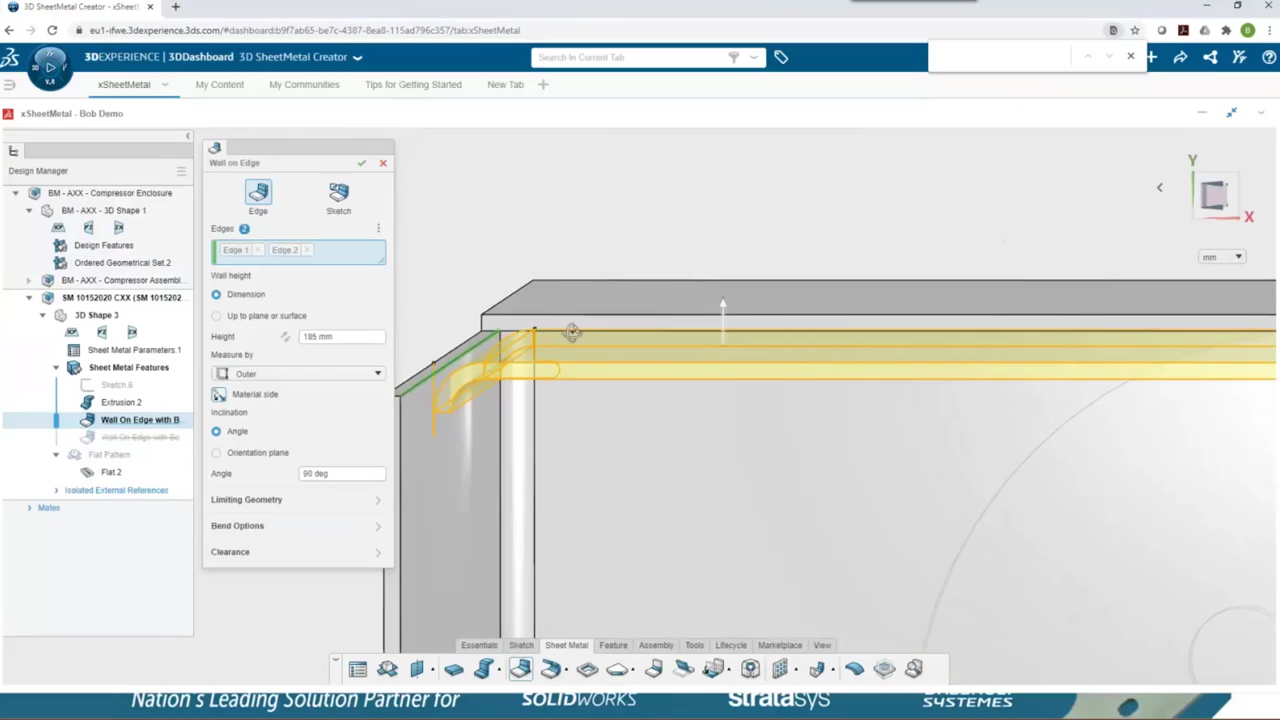 3D SheetMetal Creator - xSheetM
eu1-ifwe.3dexperience.3ds.com/#dashboard:b9f7ab65-be7c-4387-8ea8-115ad796c357/tab:xSheetMetal
B
3DEXPERIENCE | 3DDashboard 3D SheetMetal Creator
Search In Current Tab
3D
V.R
xSheetMetal
My Content
My Communities
Tips for Getting Started
New Tab
xSheetMetal - Bob Demo
Design Manager
BM - AXX - Compressor Enclosure
BM - AXX - 3D Shape 1
Design Features
Ordered Geometrical Set.2
BM - AXX - Compressor Assembl...
SM 10152020 CXX (SM 1015202...
3D Shape 3
Sheet Metal Parameters.1
Sheet Metal Features
Sketch.6
Extrusion.2
Wall On Edge with B...
Wall On Edge with Be
Flat Pattern
Flat 2
Isolated External References
Mates
Wall on Edge
Edge
Sketch
Edges 2
Edge 1
Edge 2
Wall height
Dimension
Up to plane or surface
Height
185 mm
Measure by
Outer
Material side
Inclination
Angle
Orientation plane
Angle
90 deg
Limiting Geometry
Bend Options
Clearance
Y
X
mm
Essentials
Sketch
Sheet Metal
Feature
Assembly
Tools
Lifecycle
Marketplace
View
Nation's Leading Solution Partner for
SOLIDWORKS
StrataSys
SYSTEMES